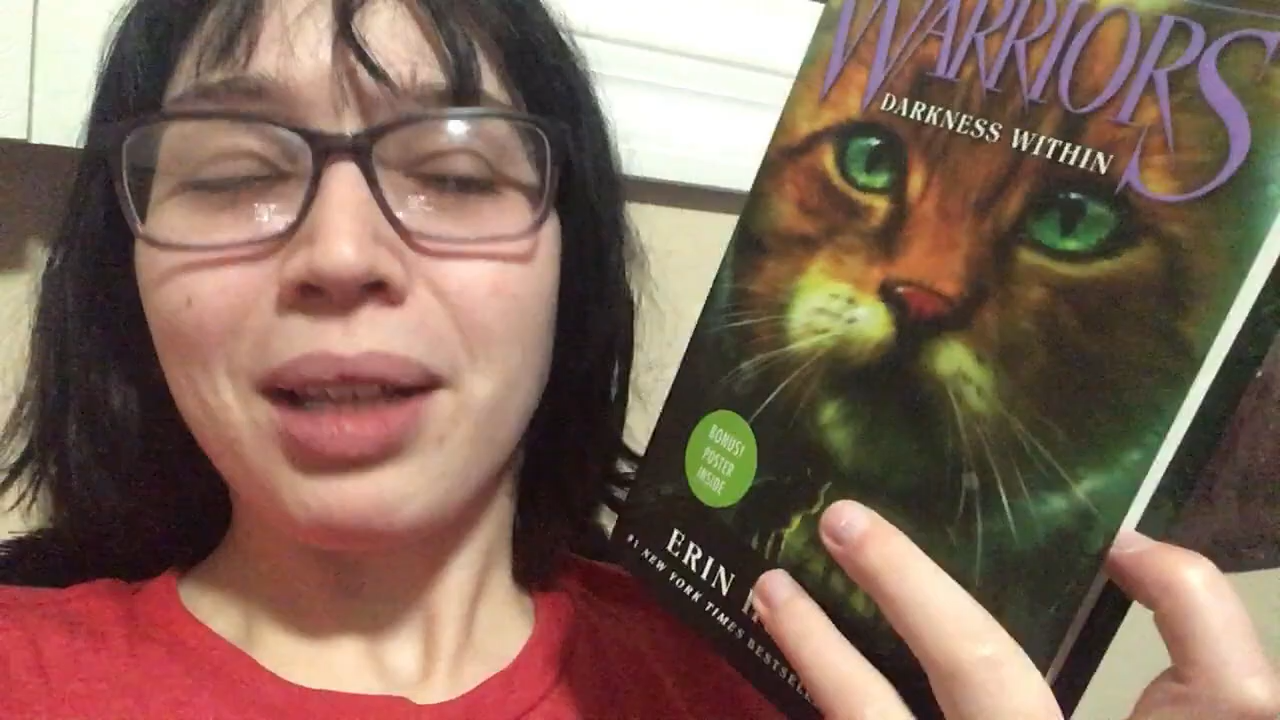 WARRIORS
DARKNESS WITHIN
BONUS!
POSTER
INSIDE
ERIN
#1 NEW YORK TIMES